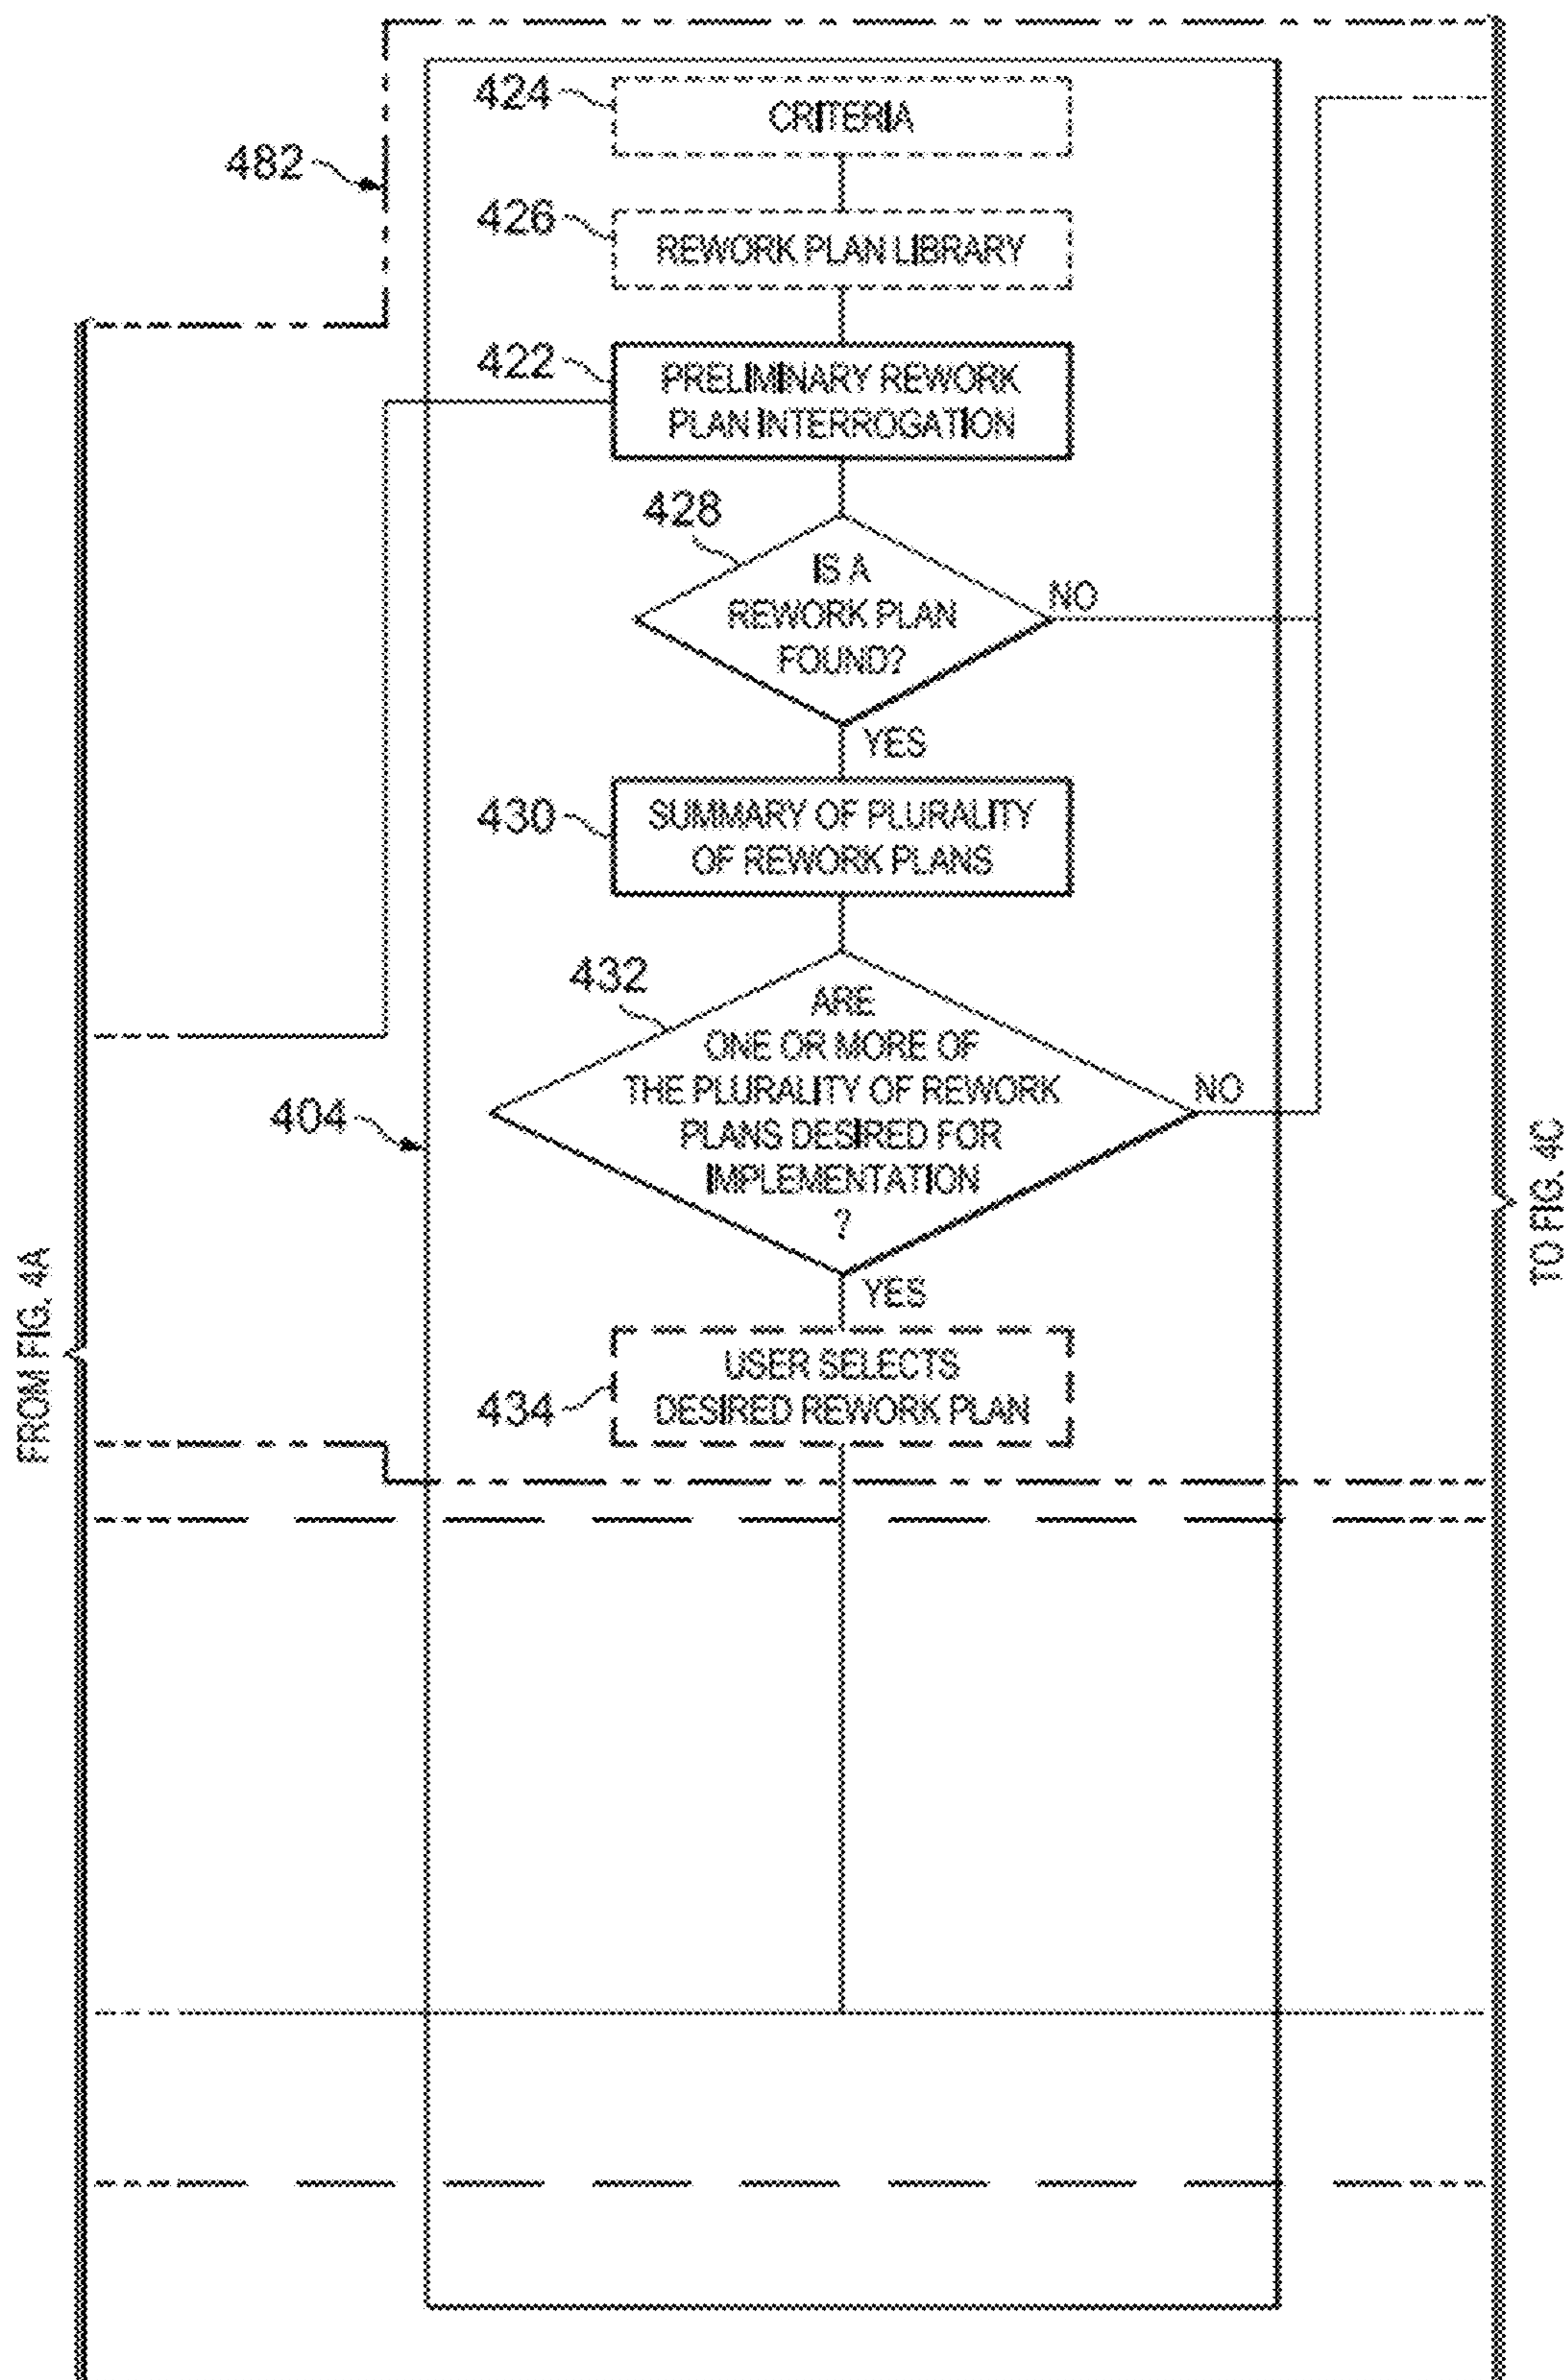 424
CRITERIA
482
426
REWORK PLAN LIBRARY
422
PRELIMINARY REWORK
PLAN INTERROGATION
428
IS A
REWORK PLAN
FOUND?
NO
YES
430
SUMMARY OF PLURALITY
OF REWORK PLANS
432
ARE
ONE OR MORE OF
THE PLURALITY OF REWORK
PLANS DESIRED FOR
IMPLEMENTATION
?
NO
404
YES
434
USER SELECTS
DESIRED REWORK PLAN
FROM FIG. 4A
TO FIG. 4C